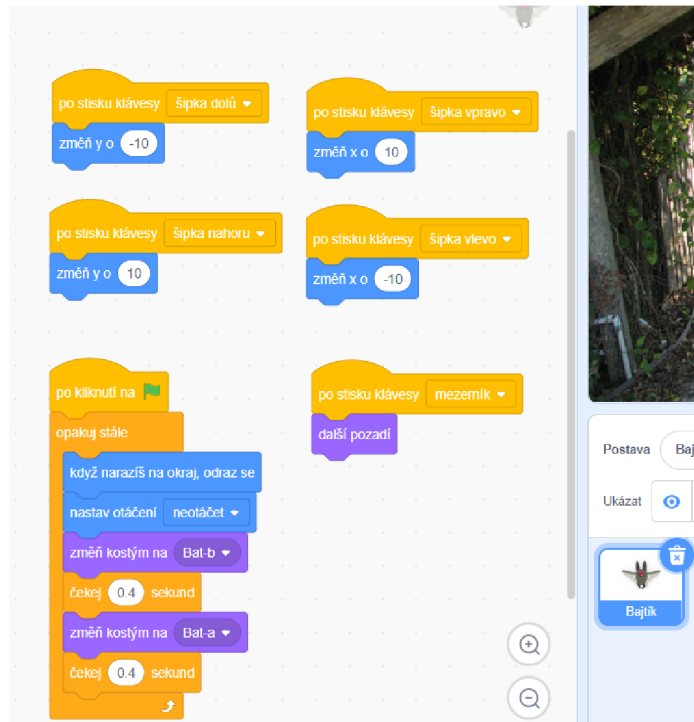 po stisku klávesy šipka dolů
změň y o -10
po stisku klávesy šipka vpravo
změň x o 10
po stisku klávesy šipka nahoru
změň y o 10
po stisku klávesy šipka vlevo
změň x o -10
po kliknutí na
opakuj stále
když narazíš na okraj, odraz se
nastav otáčení neotáčet
změň kostým na Bat-b
čekej 0.4 sekund
změň kostým na Bat-a
čekej 0.4 sekund
po stisku klávesy mezerník
další pozadí
Postava Baj
Ukázat
Bajtík